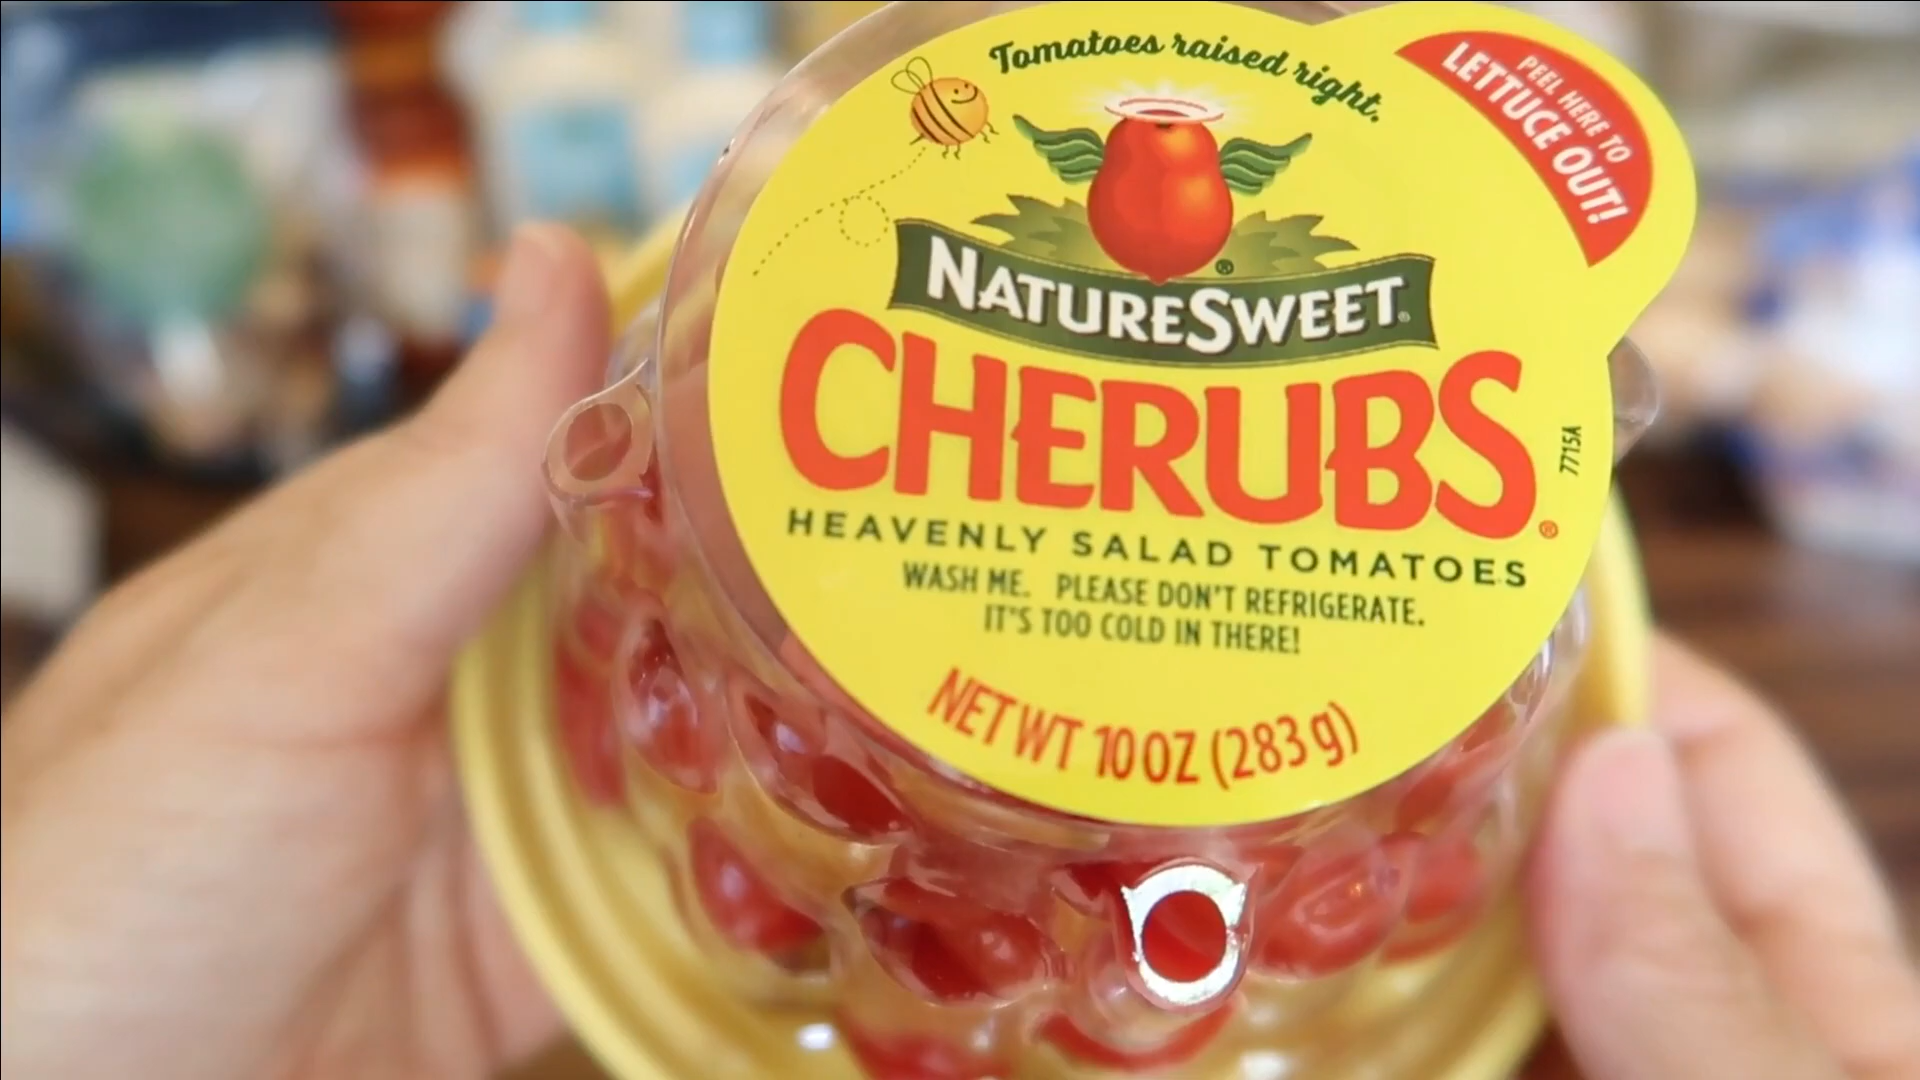 Tomatoes raised right.
PEEL HERE TO
LETTUCE OUT!
NATURESWEET®
CHERUBS®
7715A
HEAVENLY SALAD TOMATOES
WASH ME. PLEASE DON'T REFRIGERATE.
IT'S TOO COLD IN THERE!
NET WT 10 OZ (283 g)